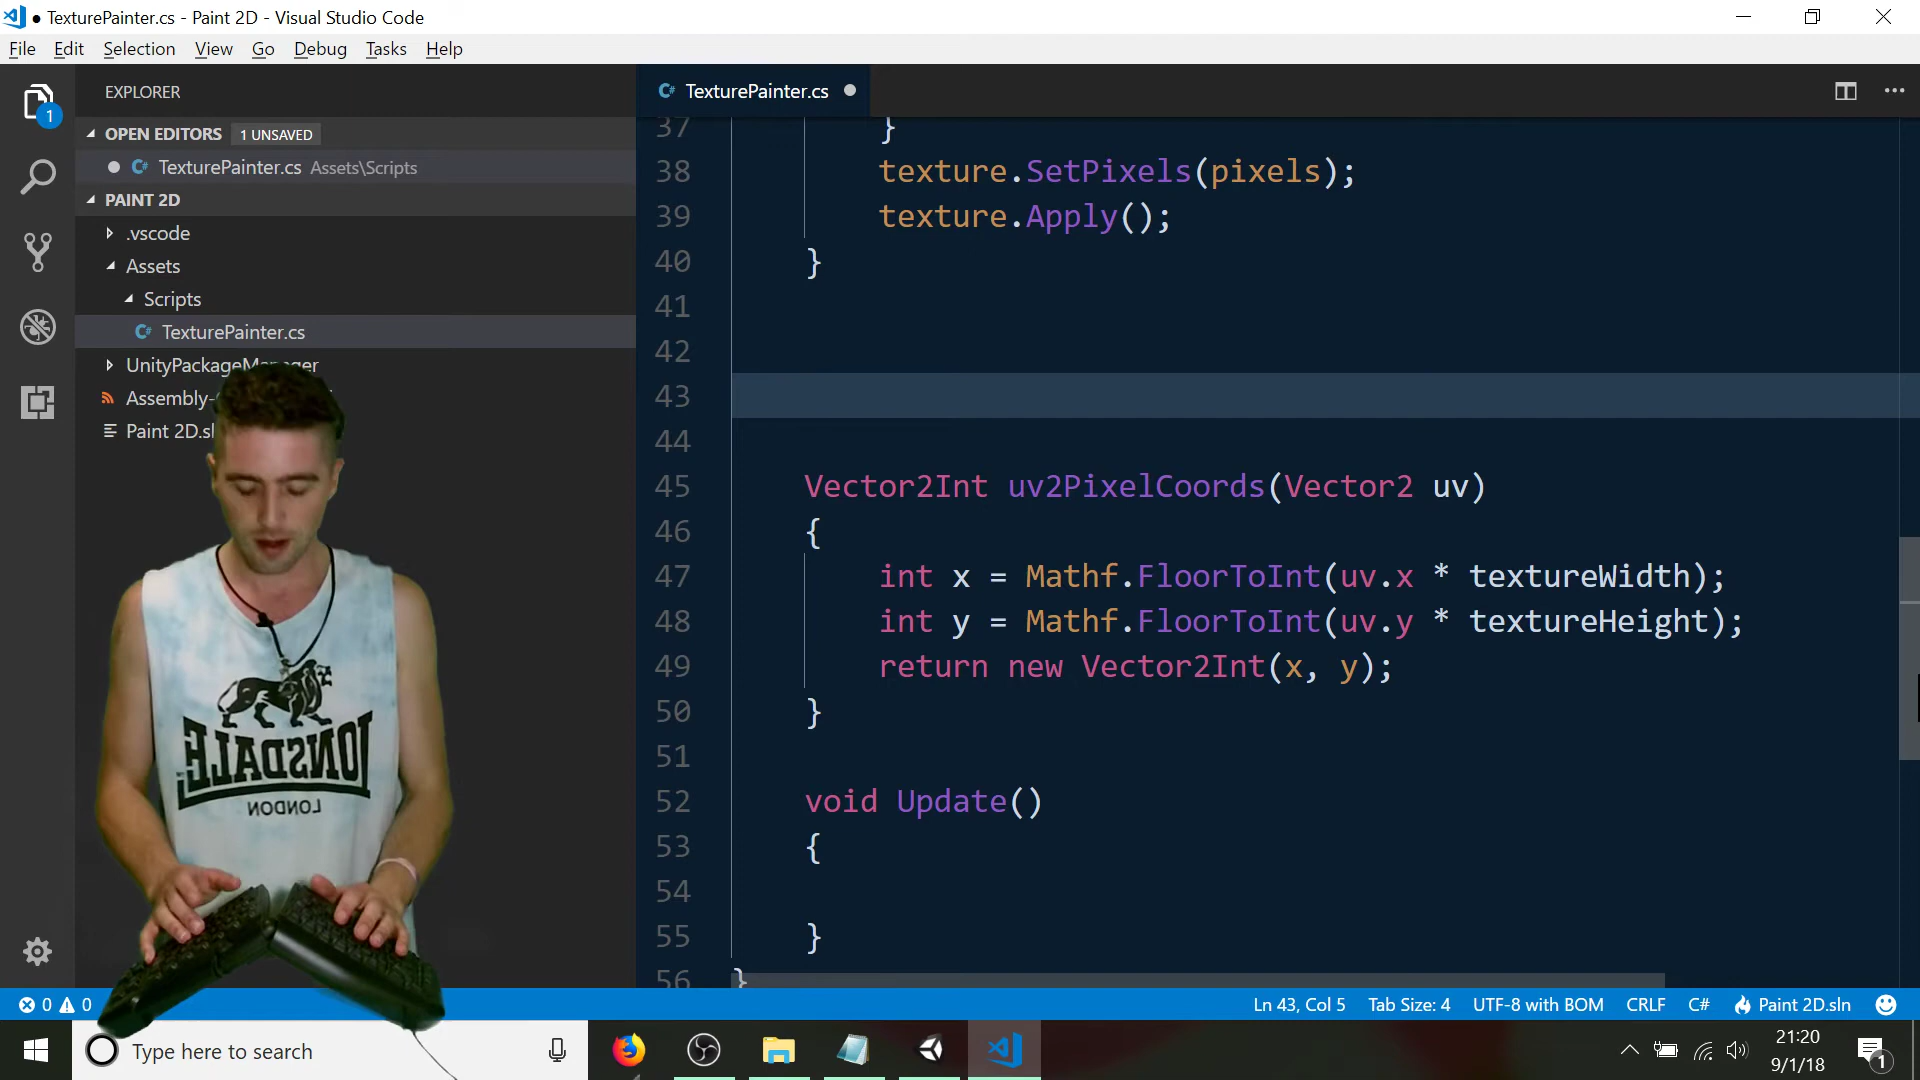 TexturePainter.cs - Paint 2D - Visual Studio Code
File Edit Selection View Go Debug Tasks Help
EXPLORER
TexturePainter.cs
OPEN EDITORS 1 UNSAVED
TexturePainter.cs Assets\Scripts
PAINT 2D
.vscode
Assets
Scripts
TexturePainter.cs
UnityPackageManager
Assembly-
Paint 2D.sl
1
37 }
38 texture.SetPixels(pixels);
39 texture.Apply();
40 }
41
42
43
44
45 Vector2Int uv2PixelCoords(Vector2 uv)
46 {
47 int x = Mathf.FloorToInt(uv.x * textureWidth);
48 int y = Mathf.FloorToInt(uv.y * textureHeight);
49 return new Vector2Int(x, y);
50 }
51
52 void Update()
53 {
54
55 }
56 }
LONSDALE
LONDON
0 0 Ln 43, Col 5 Tab Size: 4 UTF-8 with BOM CRLF C# Paint 2D.sln
Type here to search
21:20
9/1/18
1